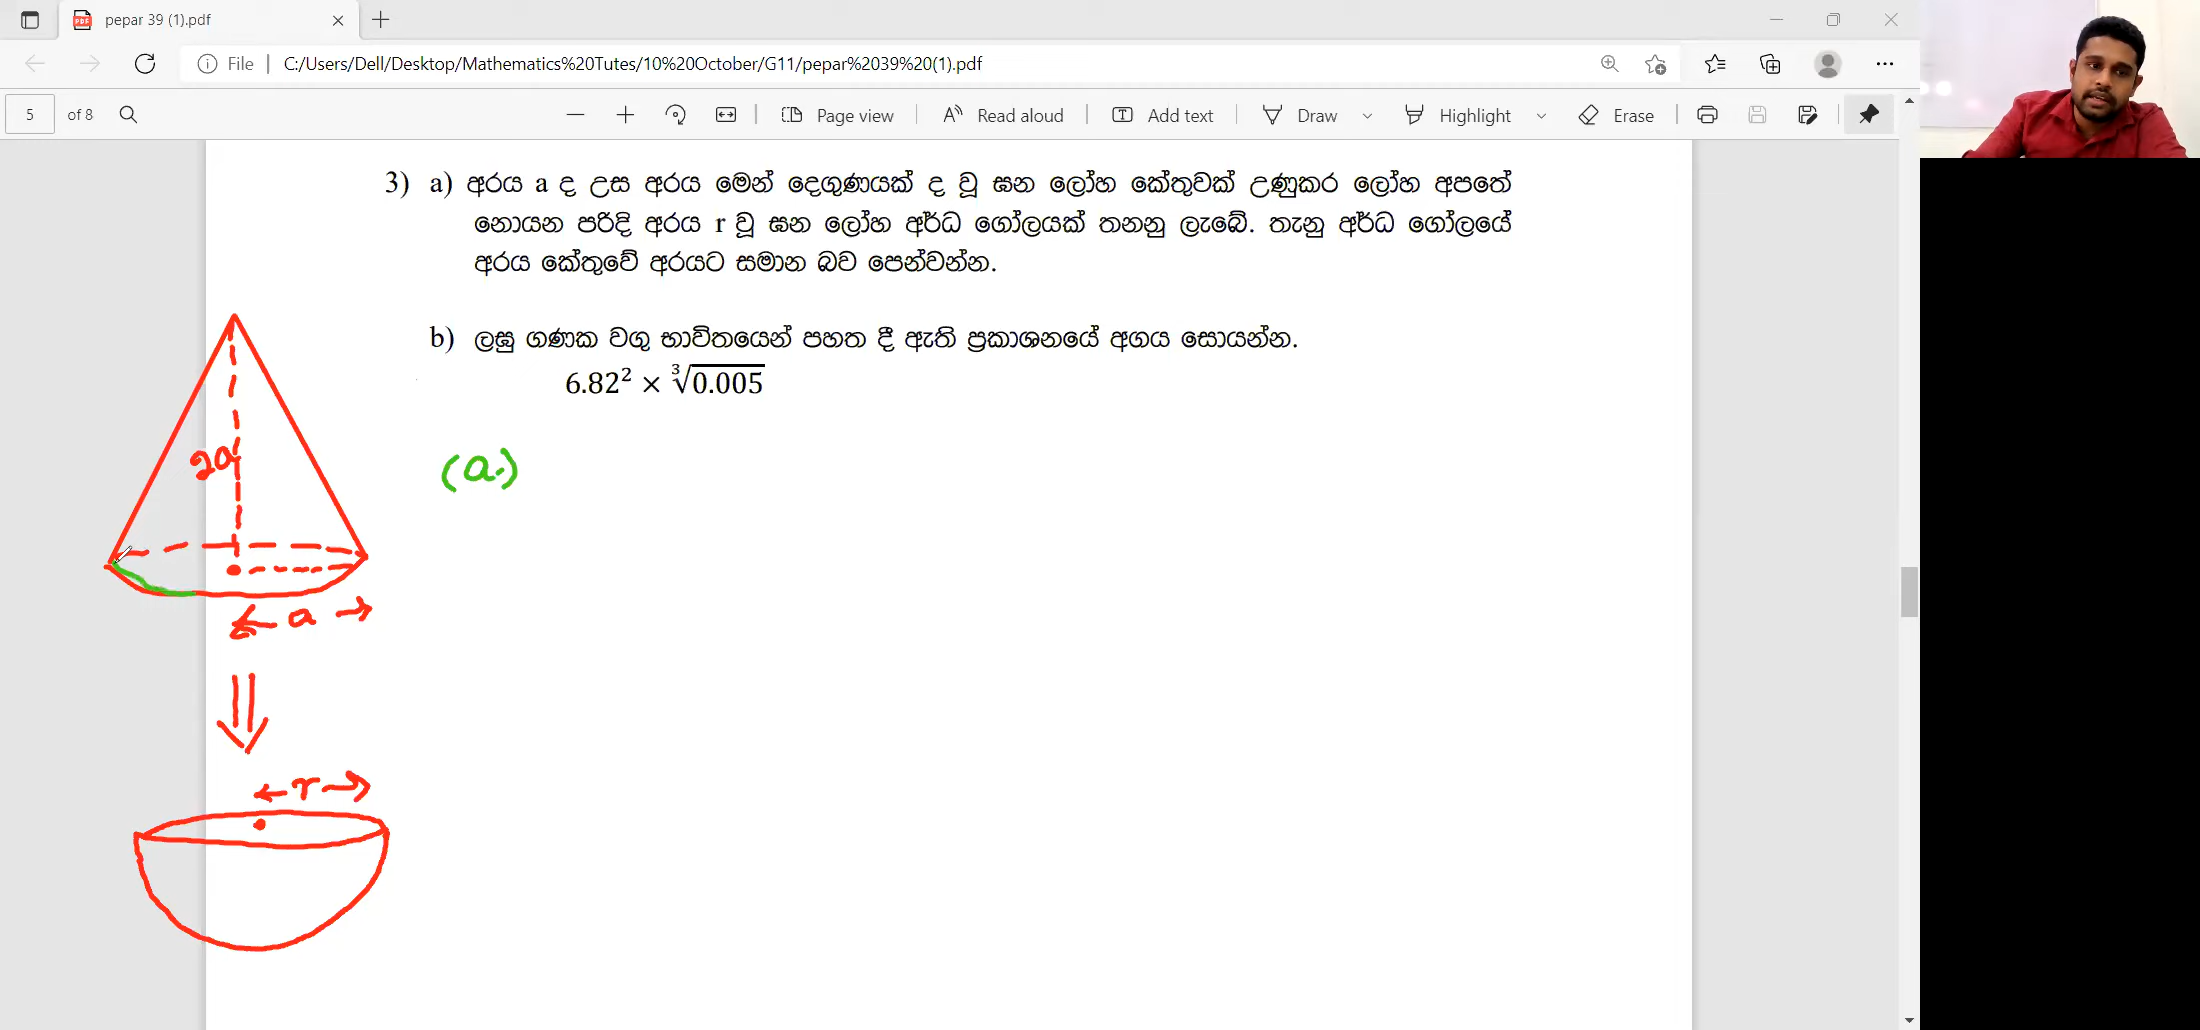 pepar 39 (1).pdf
File | C:/Users/Dell/Desktop/Mathematics%20Tutes/10%20October/G11/pepar%2039%20(1).pdf
5 of 8 Page view Read aloud Add text Draw Highlight Erase
3) a) අරය a ද උස අරය මෙන් දෙගුණයක් ද වූ ඝන ලෝහ කේතුවක් උණුකර ලෝහ අපතේ
නොයන පරිදි අරය r වූ ඝන ලෝහ අර්ධ ගෝලයක් තනනු ලැබේ. තැනු අර්ධ ගෝලයේ
අරය කේතුවේ අරයට සමාන බව පෙන්වන්න.
b) ලඝු ගණක වගු භාවිතයෙන් පහත දී ඇති ප්‍රකාශනයේ අගය සොයන්න.
6.82² × ∛0.005
(a.)
2a
a
r